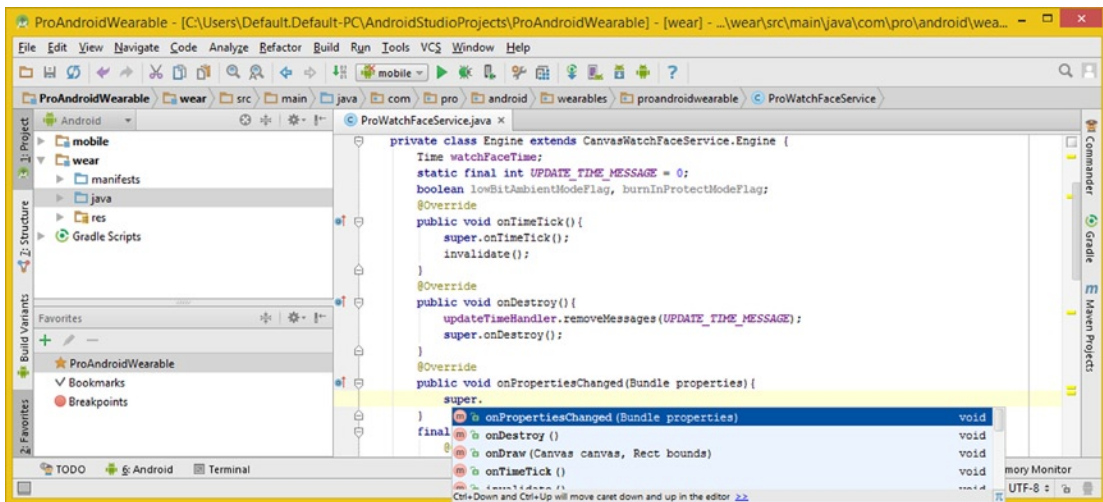 ProAndroidWearable - [C:\Users\Default.Default-PC\AndroidStudioProjects\ProAndroidWearable] - [wear] - ...\wear\src\main\java\com\pro\android\wea...
File Edit View Navigate Code Analyze Refactor Build Run Tools VCS Window Help
mobile
ProAndroidWearable wear src main java com pro android wearables proandroidwearable ProWatchFaceService
1: Project
Z: Structure
Build Variants
2: Favorites
Android
mobile
wear
manifests
java
res
Gradle Scripts
Favorites
ProAndroidWearable
Bookmarks
Breakpoints
ProWatchFaceService.java
private class Engine extends CanvasWatchFaceService.Engine {
Time watchFaceTime;
static final int UPDATE_TIME_MESSAGE = 0;
boolean lowBitAmbientModeFlag, burnInProtectModeFlag;
@Override
public void onTimeTick(){
super.onTimeTick();
invalidate();
}
@Override
public void onDestroy(){
updateTimeHandler.removeMessages(UPDATE_TIME_MESSAGE);
super.onDestroy();
}
@Override
public void onPropertiesChanged(Bundle properties){
super.
}
final
onPropertiesChanged(Bundle properties) void
onDestroy() void
onDraw(Canvas canvas, Rect bounds) void
onTimeTick() void
Ctrl+Down and Ctrl+Up will move caret down and up in the editor >>
Commander
Gradle
Maven Projects
TODO 6: Android Terminal mory Monitor
UTF-8